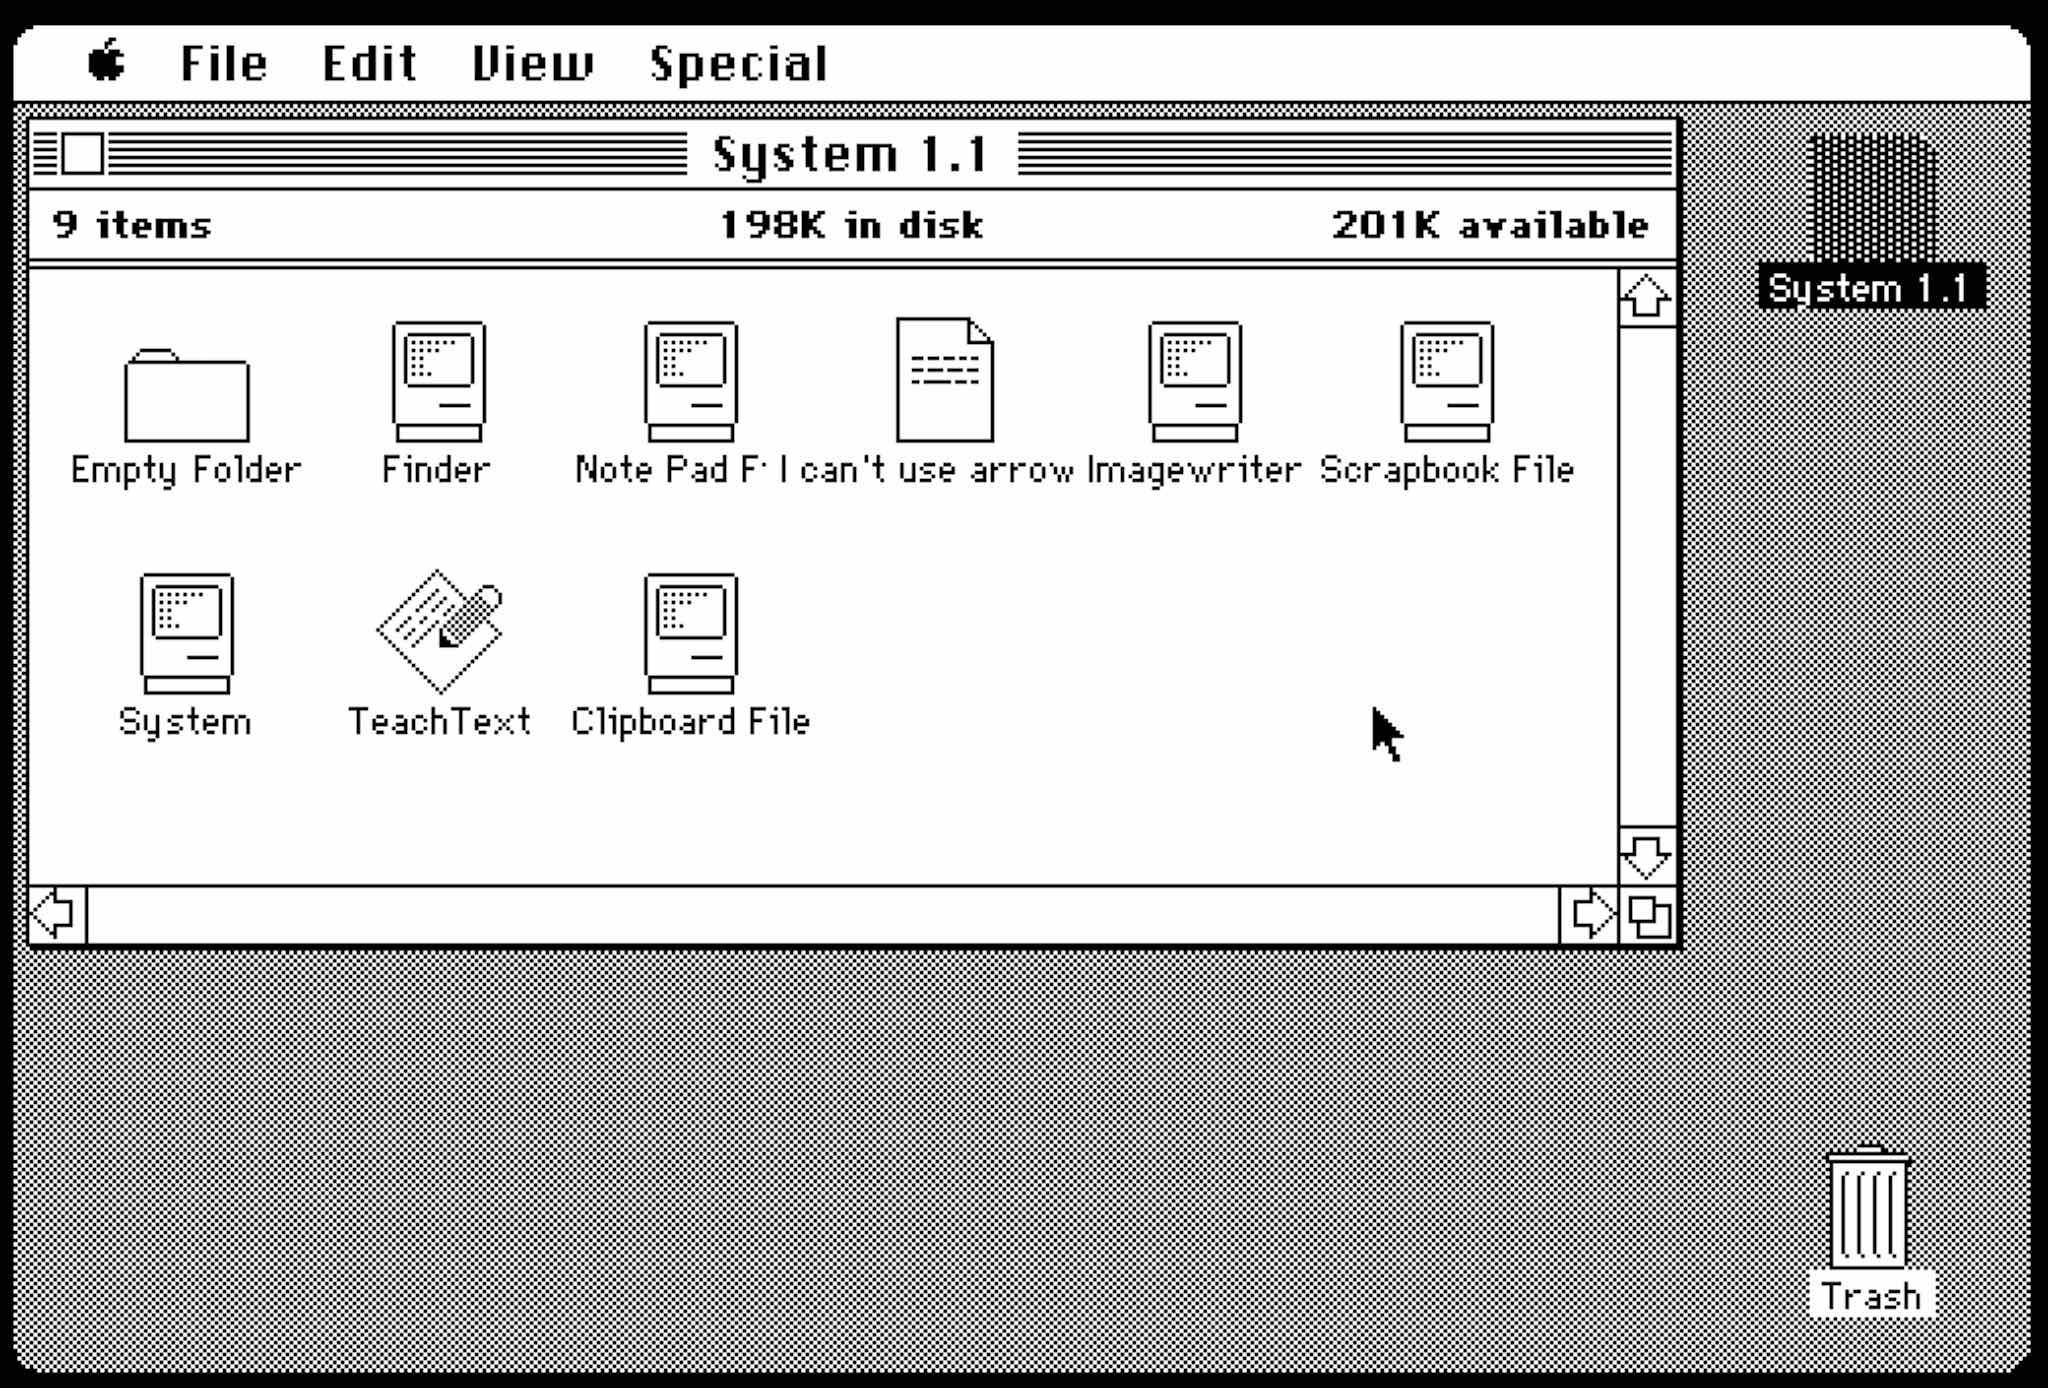 File Edit View Special
System 1.1
9 items 198K in disk 201K available
System 1.1
Empty Folder Finder Note Pad F I can't use arrow Imagewriter Scrapbook File
System TeachText Clipboard File
Trash